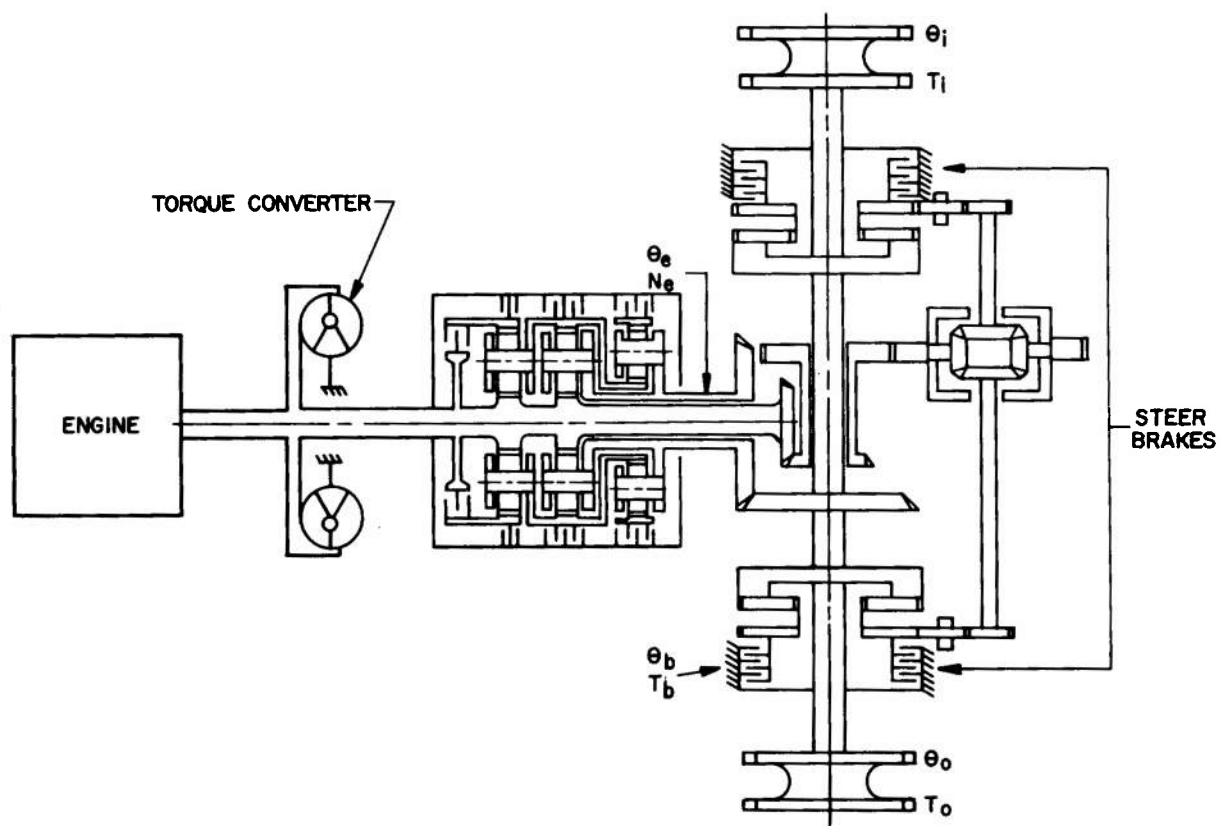 θi
Ti
TORQUE CONVERTER
θe
Ne
ENGINE
STEER
BRAKES
θb
Tb
θo
To